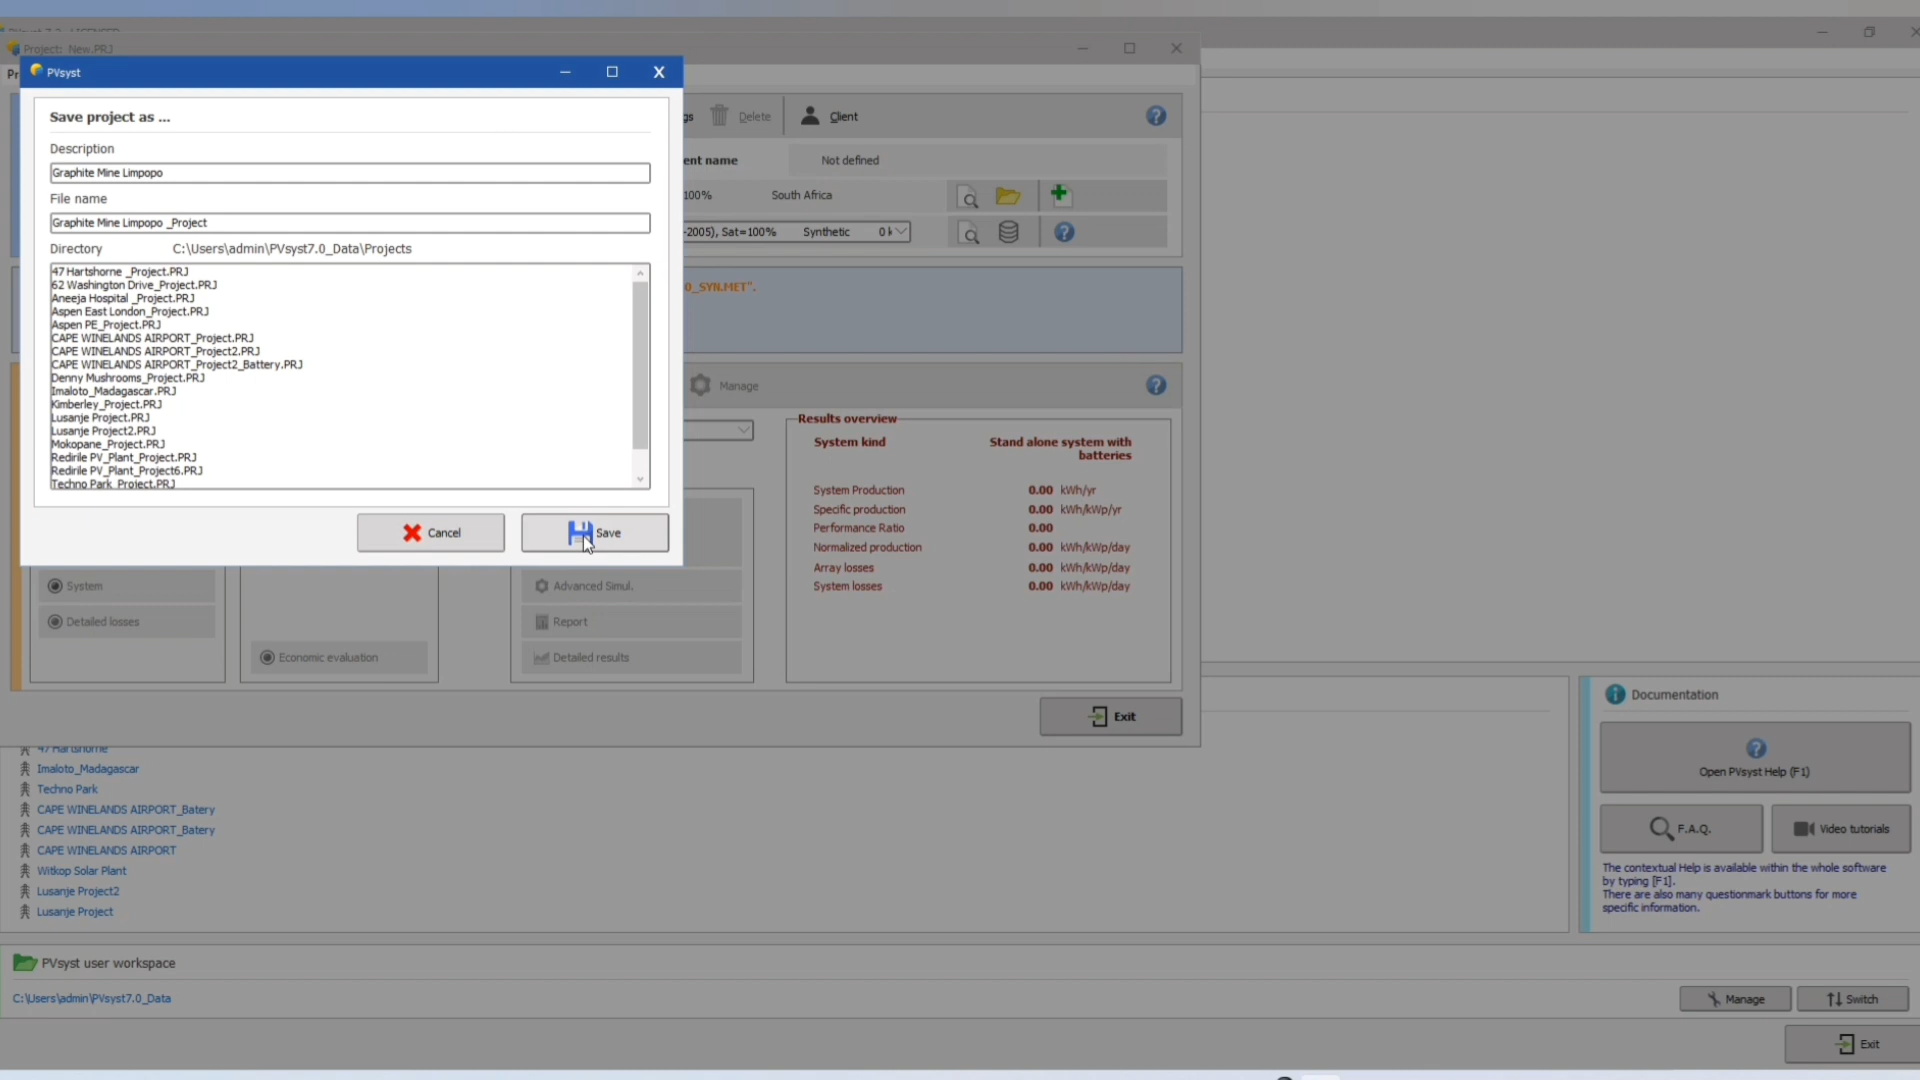 Project: New.PRJ
PVsyst
Save project as ...
Description
Graphite Mine Limpopo
File name
Graphite Mine Limpopo _Project
Directory C:\Users\admin\PVsyst7.0_Data\Projects
47 Hartshorne _Project.PRJ
62 Washington Drive_Project.PRJ
Aneeja Hospital _Project.PRJ
Aspen East London_Project.PRJ
Aspen PE_Project.PRJ
CAPE WINELANDS AIRPORT_Project.PRJ
CAPE WINELANDS AIRPORT_Project2.PRJ
CAPE WINELANDS AIRPORT_Project2_Battery.PRJ
Denny Mushrooms_Project.PRJ
Imaloto_Madagascar.PRJ
Kimberley_Project.PRJ
Lusanje Project.PRJ
Lusanje Project2.PRJ
Mokopane_Project.PRJ
Redirile PV_Plant_Project.PRJ
Redirile PV_Plant_Project6.PRJ
Techno Park_Project.PRJ
Cancel
Save
gs Delete Client
ent name Not defined
100% South Africa
-2005), Sat=100% Synthetic 0 k
0_SYN.MET".
Manage
Results overview
System kind Stand alone system with
batteries
System Production 0.00 kWh/yr
Specific production 0.00 kWh/kWp/yr
Performance Ratio 0.00
Normalized production 0.00 kWh/kWp/day
Array losses 0.00 kWh/kWp/day
System losses 0.00 kWh/kWp/day
System
Detailed losses
Economic evaluation
Advanced Simul.
Report
Detailed results
Exit
47 Hartshorne
Imaloto_Madagascar
Techno Park
CAPE WINELANDS AIRPORT_Batery
CAPE WINELANDS AIRPORT_Batery
CAPE WINELANDS AIRPORT
Witkop Solar Plant
Lusanje Project2
Lusanje Project
Documentation
Open PVsyst Help (F1)
F.A.Q.
Video tutorials
The contextual Help is available within the whole software
by typing [F1].
There are also many questionmark buttons for more
specific information.
PVsyst user workspace
C:\Users\admin\PVsyst7.0_Data
Manage
Switch
Exit